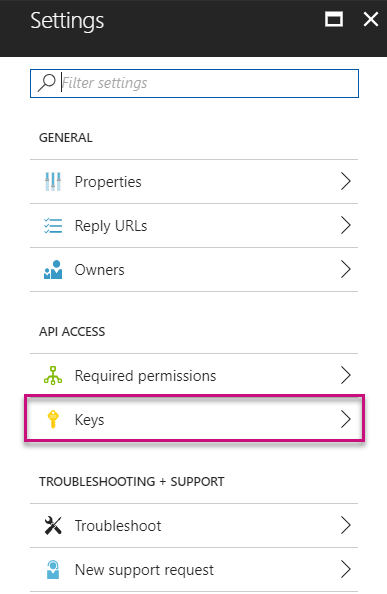 Settings
Filter settings
GENERAL
Properties
Reply URLs
Owners
API ACCESS
Required permissions
Keys
TROUBLESHOOTING + SUPPORT
Troubleshoot
New support request